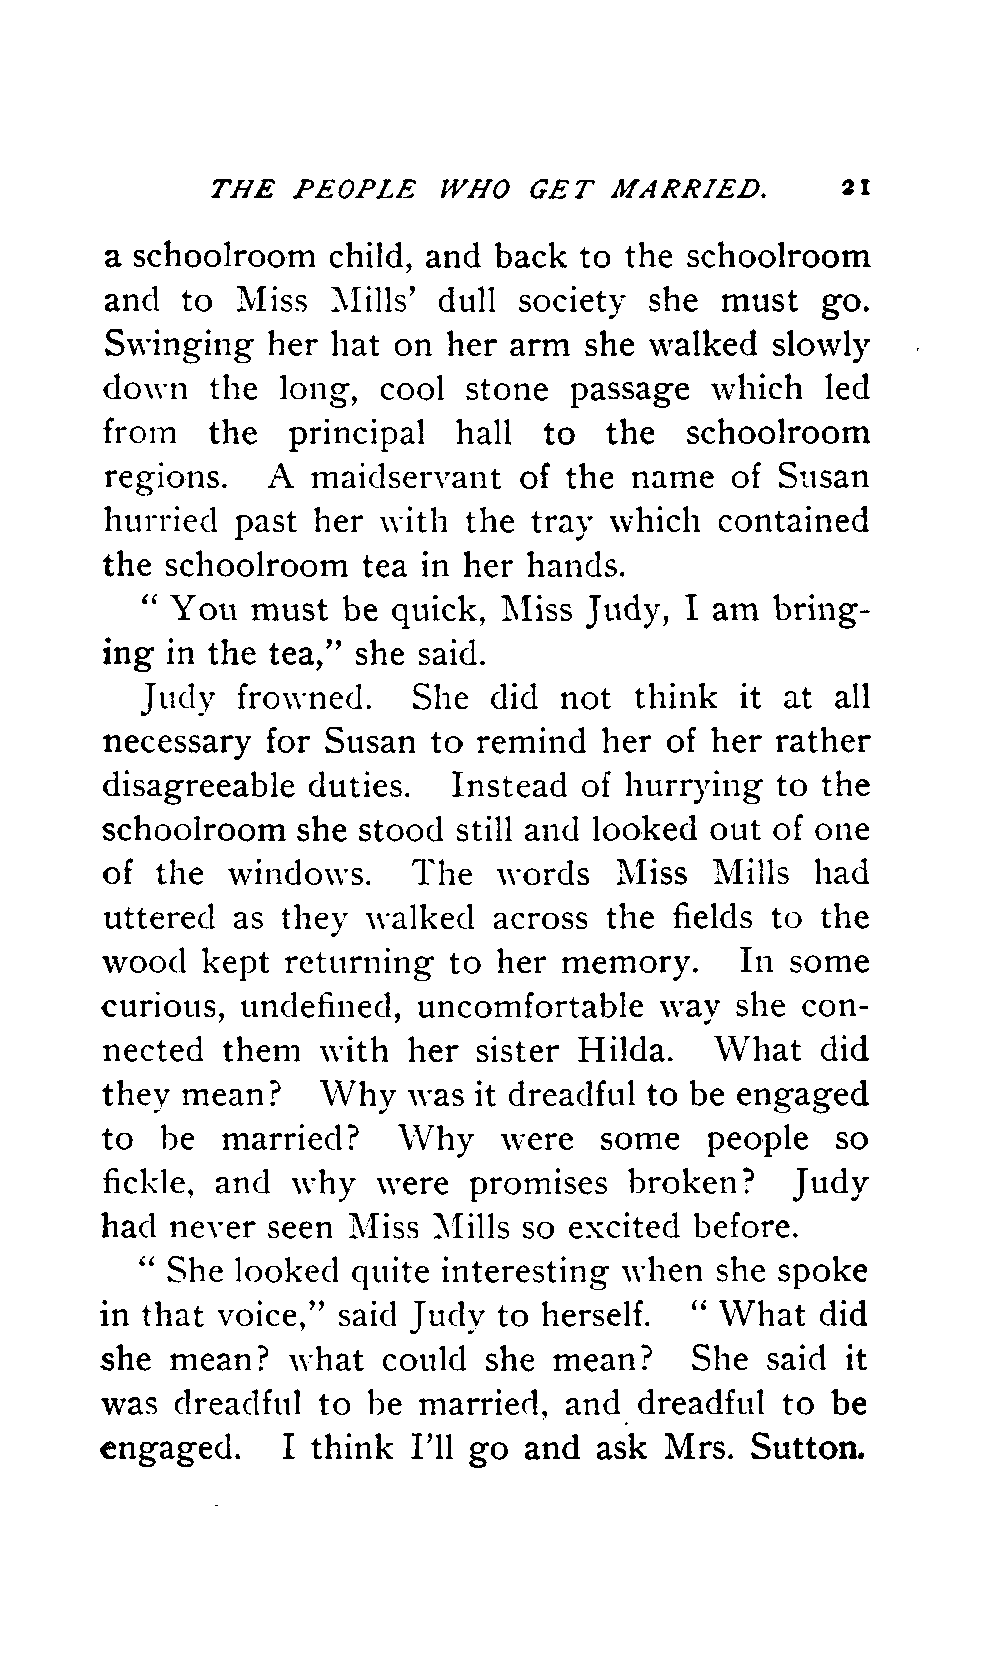 THE PEOPLE WHO GET MARRIED. 21
a schoolroom child, and back to the schoolroom
and to Miss Mills' dull society she must go.
Swinging her hat on her arm she walked slowly
down the long, cool stone passage which led
from the principal hall to the schoolroom
regions. A maidservant of the name of Susan
hurried past her with the tray which contained
the schoolroom tea in her hands.
“ You must be quick, Miss Judy, I am bring-
ing in the tea,” she said.
Judy frowned. She did not think it at all
necessary for Susan to remind her of her rather
disagreeable duties. Instead of hurrying to the
schoolroom she stood still and looked out of one
of the windows. The words Miss Mills had
uttered as they walked across the fields to the
wood kept returning to her memory. In some
curious, undefined, uncomfortable way she con-
nected them with her sister Hilda. What did
they mean? Why was it dreadful to be engaged
to be married? Why were some people so
fickle, and why were promises broken? Judy
had never seen Miss Mills so excited before.
“ She looked quite interesting when she spoke
in that voice,” said Judy to herself. “ What did
she mean? what could she mean? She said it
was dreadful to be married, and dreadful to be
engaged. I think I'll go and ask Mrs. Sutton.